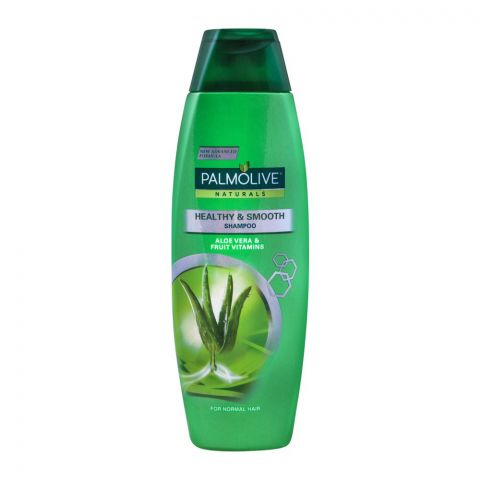 NEW ADVANCED
FORMULA
PALMOLIVE
NATURALS
HEALTHY & SMOOTH
SHAMPOO
ALOE VERA &
FRUIT VITAMINS
FOR NORMAL HAIR